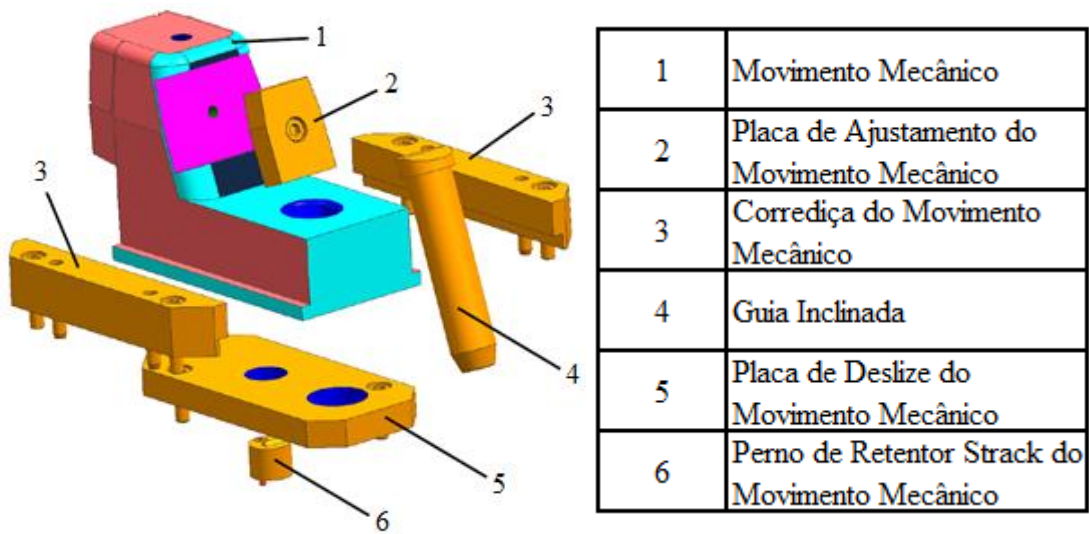 1
2
3
3
4
5
6
1 Movimento Mecânico
2 Placa de Ajustamento do
Movimento Mecânico
3 Corrediça do Movimento
Mecânico
4 Guia Inclinada
5 Placa de Deslize do
Movimento Mecânico
6 Perno de Retentor Strack do
Movimento Mecânico